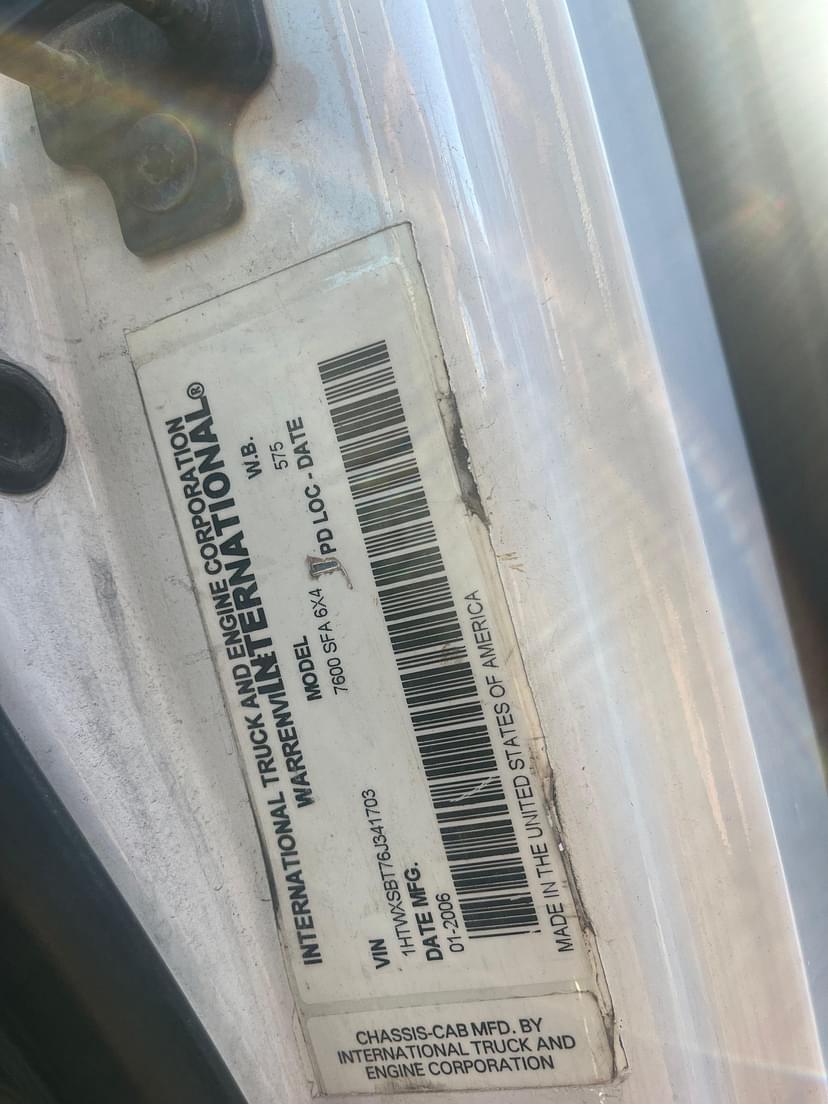 INTERNATIONAL TRUCK AND ENGINE CORPORATION
INTERNATIONAL®
MODEL W.B.
7600 SFA 6X4 575
VIN
1HTWXSBT76J341703
DATE MFG. PD LOC - DATE
01-2006
MADE IN THE UNITED STATES OF AMERICA
CHASSIS-CAB MFD. BY
INTERNATIONAL TRUCK AND
ENGINE CORPORATION